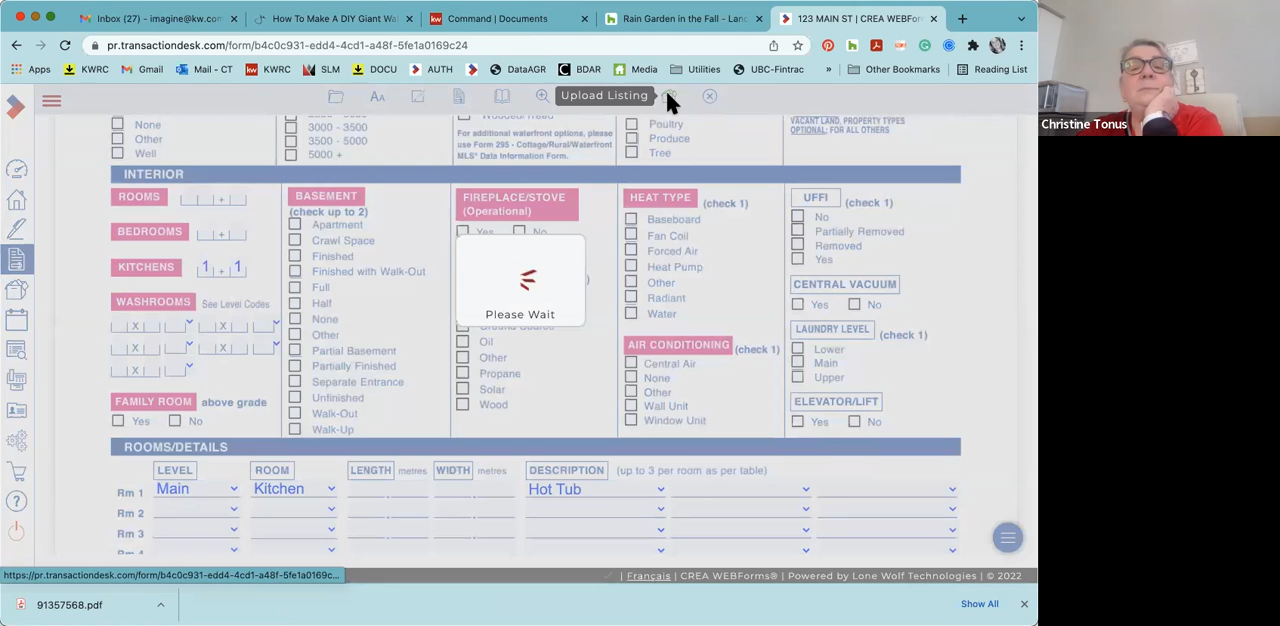 Inbox (27) - imagine@kw.com
How To Make A DIY Giant Wa
Command | Documents
Rain Garden in the Fall - Lan
123 MAIN ST | CREA WEBForm
pr.transactiondesk.com/form/b4c0c931-edd4-4cd1-a48f-5fe1a0169c24
Apps KWRC Gmail Mail - CT KWRC SLM DOCU AUTH DataAGR BDAR Media Utilities UBC-Fintrac » Other Bookmarks Reading List
Upload Listing
Christine Tonus
None
Other
Well
3000 - 3500
3500 - 5000
5000 +
For additional waterfront options, please
use Form 295 - Cottage/Rural/Waterfront
MLS® Data Information Form.
Poultry
Produce
Tree
VACANT LAND, PROPERTY TYPES
OPTIONAL: FOR ALL OTHERS
INTERIOR
ROOMS +
BEDROOMS +
KITCHENS 1 + 1
WASHROOMS See Level Codes
X X
X X
X
FAMILY ROOM above grade
Yes No
BASEMENT
(check up to 2)
Apartment
Crawl Space
Finished
Finished with Walk-Out
Full
Half
None
Other
Partial Basement
Partially Finished
Separate Entrance
Unfinished
Walk-Out
Walk-Up
FIREPLACE/STOVE
(Operational)
Yes No
Please Wait
Oil
Other
Propane
Solar
Wood
HEAT TYPE (check 1)
Baseboard
Fan Coil
Forced Air
Heat Pump
Other
Radiant
Water
AIR CONDITIONING (check 1)
Central Air
None
Other
Wall Unit
Window Unit
UFFI (check 1)
No
Partially Removed
Removed
Yes
CENTRAL VACUUM
Yes No
LAUNDRY LEVEL (check 1)
Lower
Main
Upper
ELEVATOR/LIFT
Yes No
ROOMS/DETAILS
LEVEL ROOM LENGTH metres WIDTH metres DESCRIPTION (up to 3 per room as per table)
Rm 1 Main Kitchen Hot Tub
Rm 2
Rm 3
https://pr.transactiondesk.com/form/b4c0c931-edd4-4cd1-a48f-5fe1a0169c...
| Français | CREA WEBForms® | Powered by Lone Wolf Technologies | © 2022
91357568.pdf
Show All